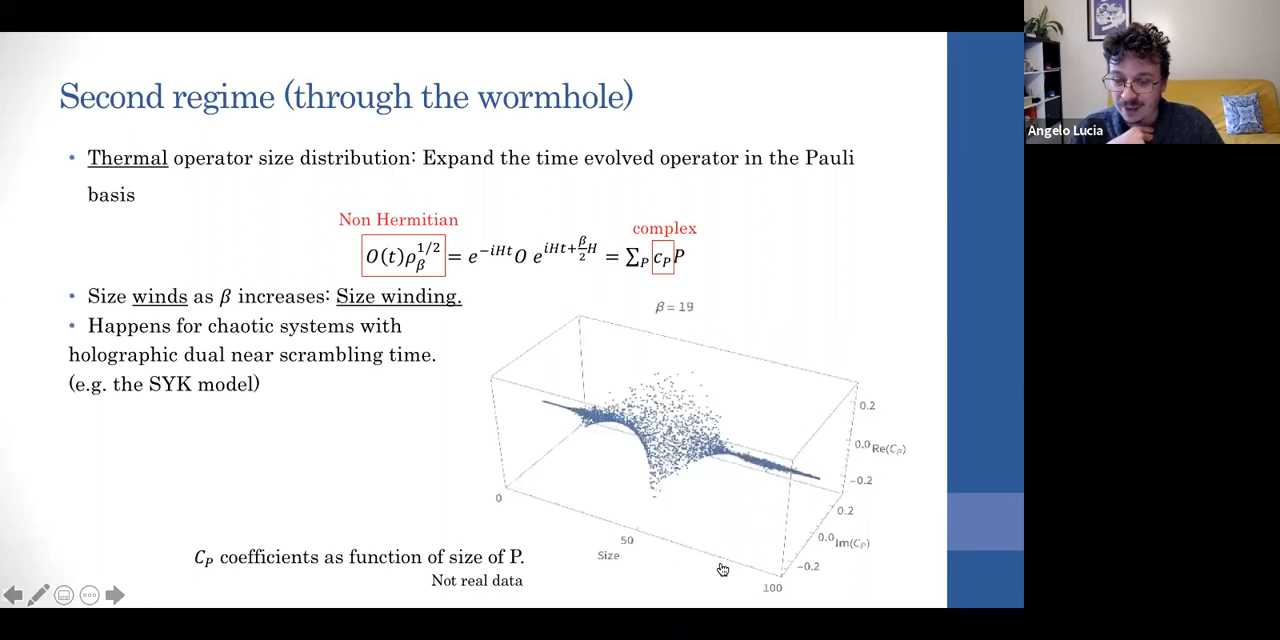 Second regime (through the wormhole)
• Thermal operator size distribution: Expand the time evolved operator in the Pauli
basis
Non Hermitian
complex
O(t)ρ_β^{1/2} = e^{-iHt} O e^{iHt+\frac{β}{2}H} = ∑_P c_P P
• Size winds as β increases: Size winding.
• Happens for chaotic systems with
holographic dual near scrambling time.
(e.g. the SYK model)
β = 19
0.2
0.0 Re(C_P)
-0.2
0.2
0.0 Im(C_P)
-0.2
0
50
Size
100
C_P coefficients as function of size of P.
Not real data
Angelo Lucia